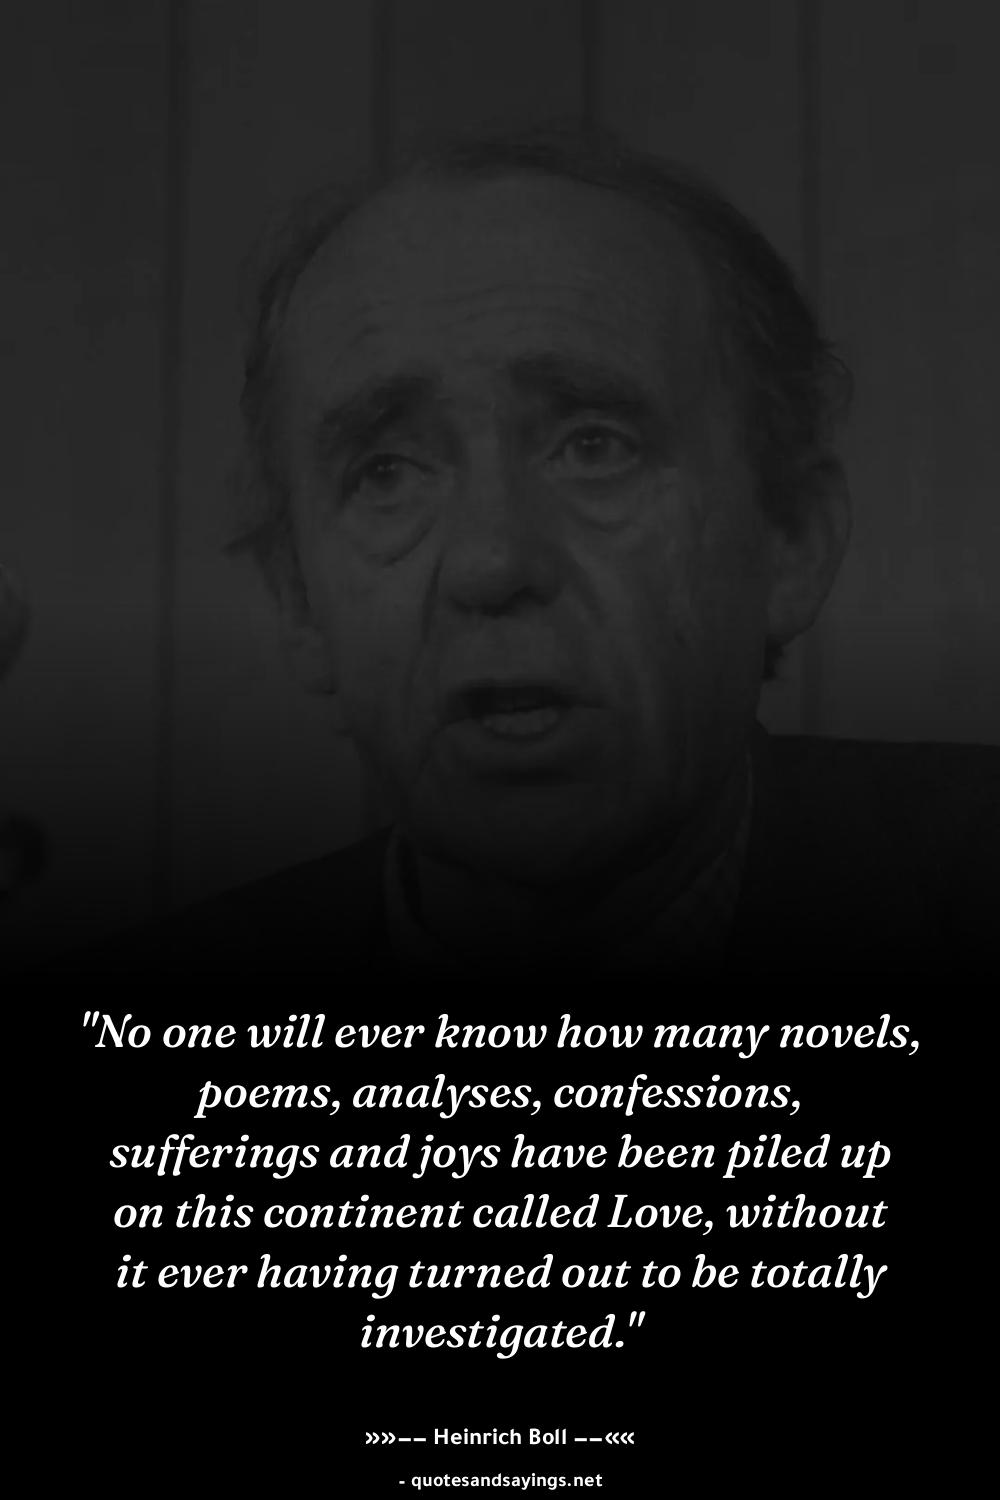 "No one will ever know how many novels,
poems, analyses, confessions,
sufferings and joys have been piled up
on this continent called Love, without
it ever having turned out to be totally
investigated."
»»−− Heinrich Boll −−««
- quotesandsayings.net